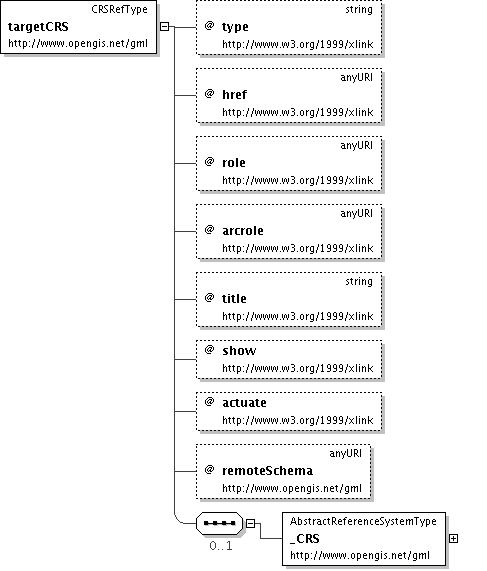 CRSRefType
targetCRS
http://www.opengis.net/gml
string
@ type
http://www.w3.org/1999/xlink
anyURI
@ href
http://www.w3.org/1999/xlink
anyURI
@ role
http://www.w3.org/1999/xlink
anyURI
@ arcrole
http://www.w3.org/1999/xlink
string
@ title
http://www.w3.org/1999/xlink
@ show
http://www.w3.org/1999/xlink
@ actuate
http://www.w3.org/1999/xlink
anyURI
@ remoteSchema
http://www.opengis.net/gml
0..1
AbstractReferenceSystemType
_CRS
http://www.opengis.net/gml